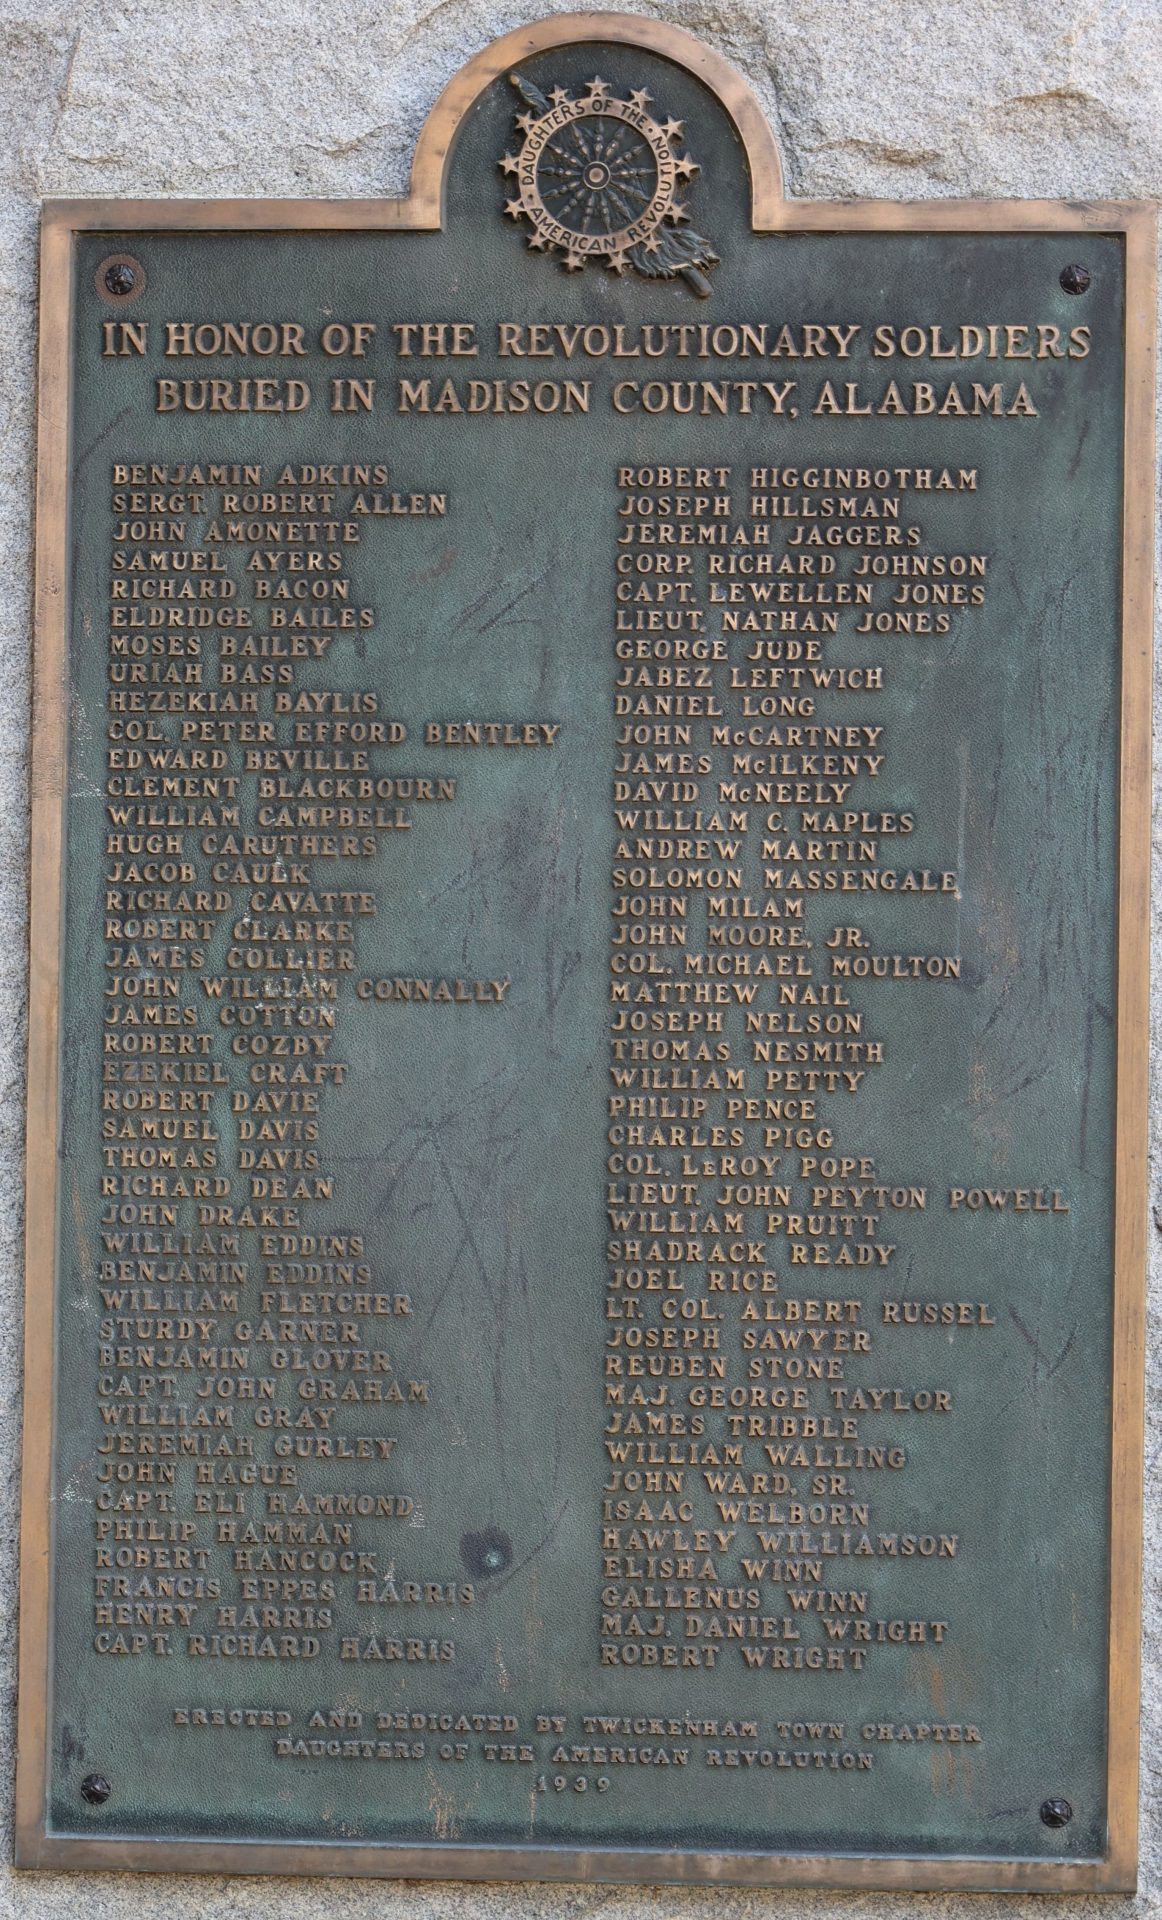 DAUGHTERS OF THE
AMERICAN REVOLUTION
IN HONOR OF THE REVOLUTIONARY SOLDIERS
BURIED IN MADISON COUNTY, ALABAMA
BENJAMIN ADKINS
SERGT. ROBERT ALLEN
JOHN AMONETTE
SAMUEL AYERS
RICHARD BACON
ELDRIDGE BAILES
MOSES BAILEY
URIAH BASS
HEZEKIAH BAYLIS
COL. PETER EFFORD BENTLEY
EDWARD BEVILLE
CLEMENT BLACKBOURN
WILLIAM CAMPBELL
HUGH CARUTHERS
JACOB CAULK
RICHARD CAVATTE
ROBERT CLARKE
JAMES COLLIER
JOHN WILLIAM CONNALLY
JAMES COTTON
ROBERT COZBY
EZEKIEL CRAFT
ROBERT DAVIE
SAMUEL DAVIS
THOMAS DAVIS
RICHARD DEAN
JOHN DRAKE
WILLIAM EDDINS
BENJAMIN EDDINS
WILLIAM FLETCHER
STURDY GARNER
BENJAMIN GLOVER
CAPT. JOHN GRAHAM
WILLIAM GRAY
JEREMIAH GURLEY
JOHN HAGUE
CAPT. ELI HAMMOND
PHILIP HAMMAN
ROBERT HANCOCK
FRANCIS EPPES HARRIS
HENRY HARRIS
CAPT. RICHARD HARRIS
ROBERT HIGGINBOTHAM
JOSEPH HILLSMAN
JEREMIAH JAGGERS
CORP. RICHARD JOHNSON
CAPT. LEWELLEN JONES
LIEUT. NATHAN JONES
GEORGE JUDE
JABEZ LEFTWICH
DANIEL LONG
JOHN McCARTNEY
JAMES McILKENY
DAVID McNEELY
WILLIAM C. MAPLES
ANDREW MARTIN
SOLOMON MASSENGALE
JOHN MILAM
JOHN MOORE, JR.
COL. MICHAEL MOULTON
MATTHEW NAIL
JOSEPH NELSON
THOMAS NESMITH
WILLIAM PETTY
PHILIP PENCE
CHARLES PIGG
COL. LeROY POPE
LIEUT. JOHN PEYTON POWELL
WILLIAM PRUITT
SHADRACK READY
JOEL RICE
LT. COL. ALBERT RUSSEL
JOSEPH SAWYER
REUBEN STONE
MAJ. GEORGE TAYLOR
JAMES TRIBBLE
WILLIAM WALLING
JOHN WARD, SR.
ISAAC WELBORN
HAWLEY WILLIAMSON
ELISHA WINN
GALLENUS WINN
MAJ. DANIEL WRIGHT
ROBERT WRIGHT
ERECTED AND DEDICATED BY TWICKENHAM TOWN CHAPTER
DAUGHTERS OF THE AMERICAN REVOLUTION
1939